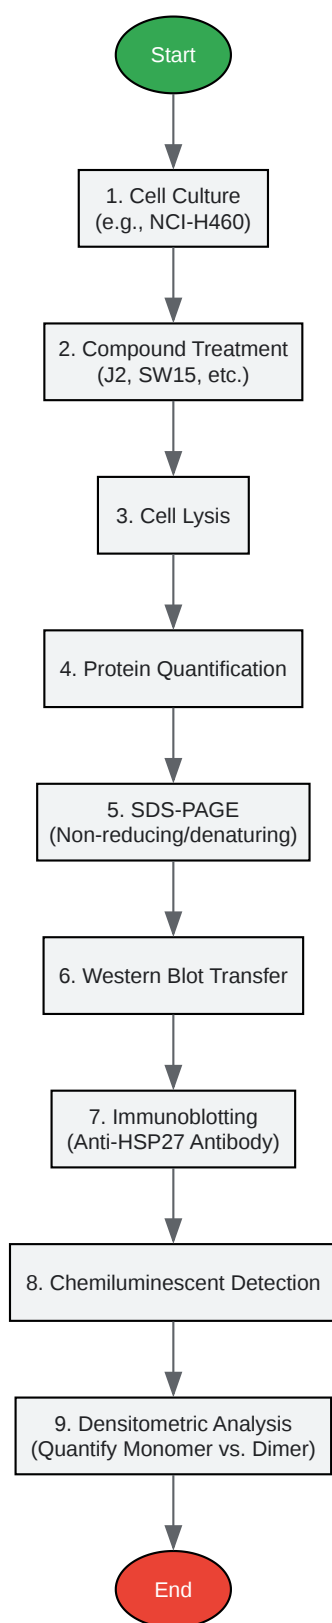 Start
1. Cell Culture
(e.g., NCI-H460)
2. Compound Treatment
(J2, SW15, etc.)
3. Cell Lysis
4. Protein Quantification
5. SDS-PAGE
(Non-reducing/denaturing)
6. Western Blot Transfer
7. Immunoblotting
(Anti-HSP27 Antibody)
8. Chemiluminescent Detection
9. Densitometric Analysis
(Quantify Monomer vs. Dimer)
End